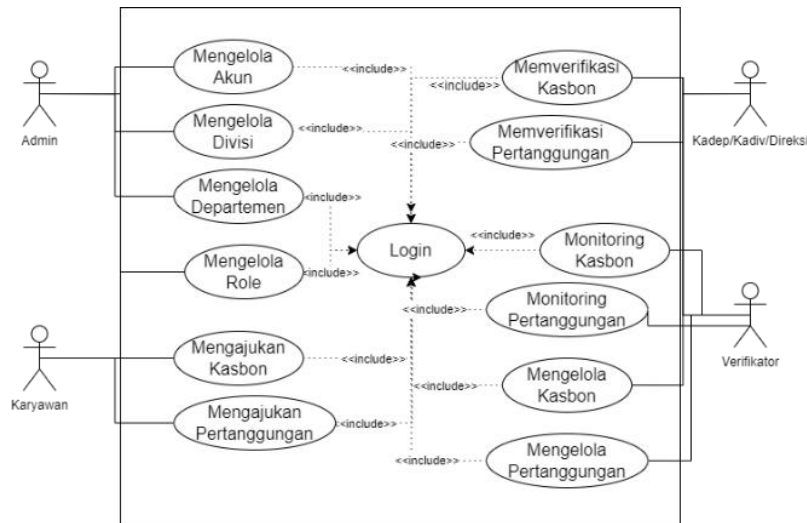 Mengelola
Akun
<<include>>
<<include>>
Memverifikasi
Kasbon
Admin
Kadep/Kadiv/Direksi
Mengelola
Divisi
<<include>>
<<include>>
Memverifikasi
Pertanggungan
Mengelola
Departemen
<include>>
Login
<<include>>
Monitoring
Kasbon
Mengelola
Role
<<include>>
<<include>>
Monitoring
Pertanggungan
Karyawan
Verifikator
Mengajukan
Kasbon
<<include>>
<<include>>
Mengelola
Kasbon
Mengajukan
Pertanggungan
<<include>>
<<include>>
Mengelola
Pertanggungan